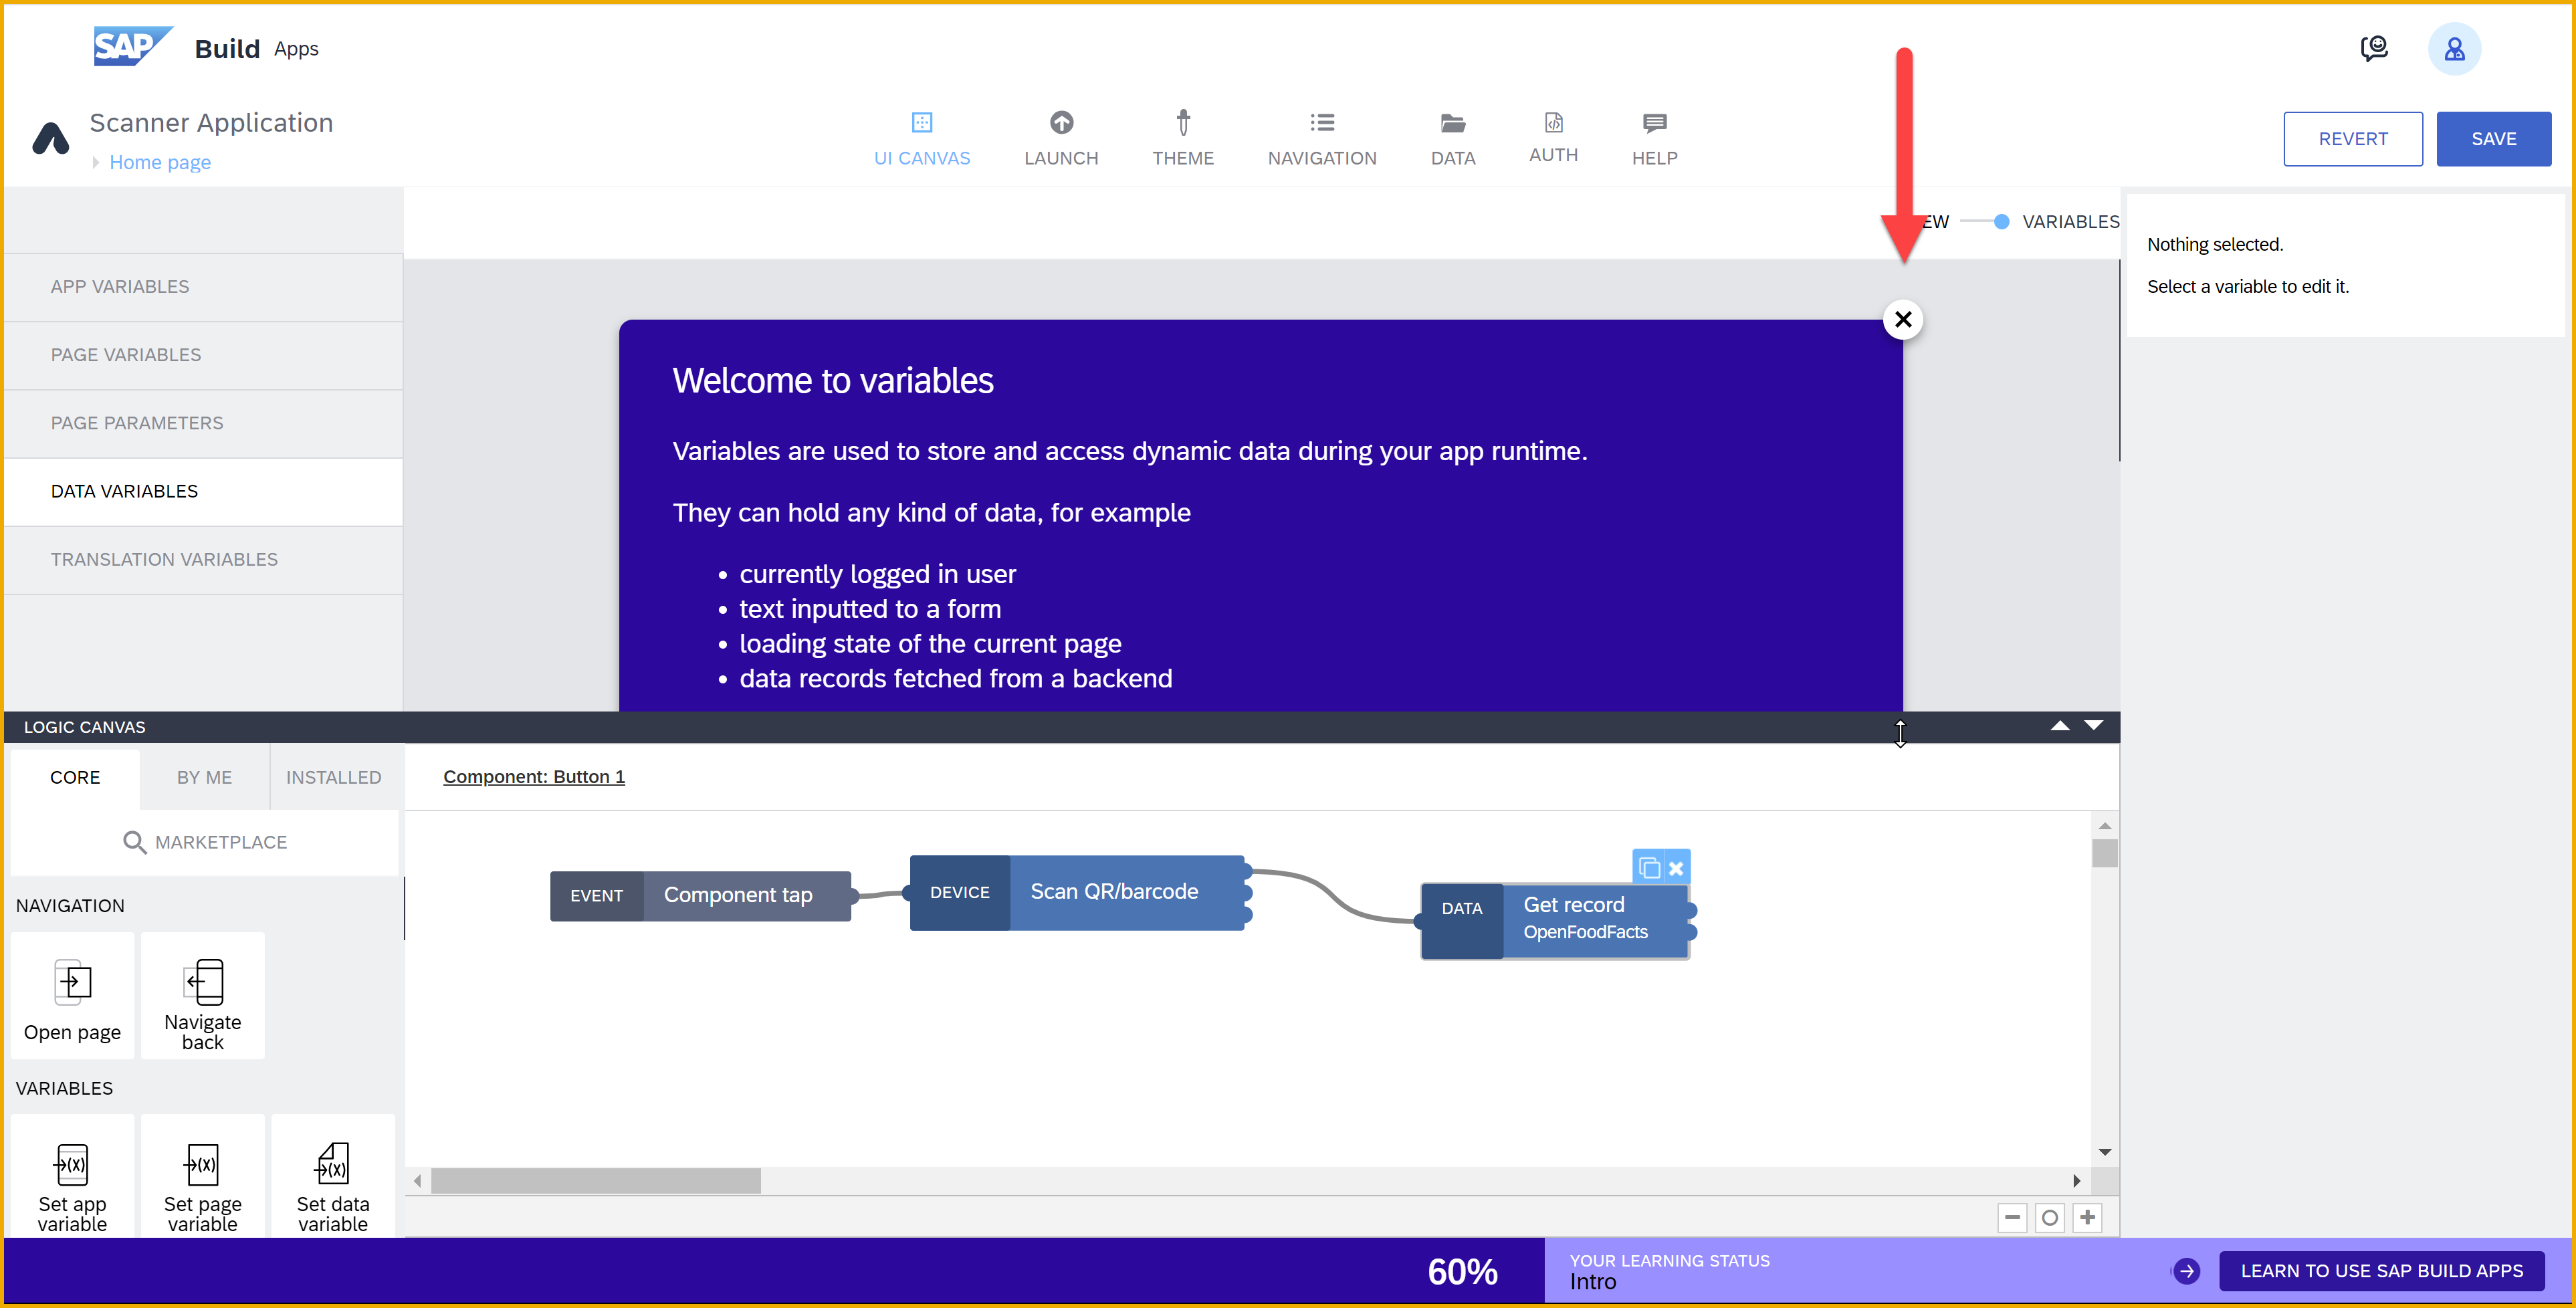 SAP Build Apps
Scanner Application
Home page
UI CANVAS
LAUNCH
THEME
NAVIGATION
DATA
AUTH
HELP
REVERT
SAVE
EW
VARIABLES
APP VARIABLES
PAGE VARIABLES
PAGE PARAMETERS
DATA VARIABLES
TRANSLATION VARIABLES
Welcome to variables
Variables are used to store and access dynamic data during your app runtime.
They can hold any kind of data, for example
• currently logged in user
• text inputted to a form
• loading state of the current page
• data records fetched from a backend
Nothing selected.
Select a variable to edit it.
LOGIC CANVAS
CORE
BY ME
INSTALLED
MARKETPLACE
NAVIGATION
Open page
Navigate
back
VARIABLES
Set app
variable
Set page
variable
Set data
variable
Component: Button 1
EVENT
Component tap
DEVICE
Scan QR/barcode
DATA
Get record
OpenFoodFacts
60%
YOUR LEARNING STATUS
Intro
LEARN TO USE SAP BUILD APPS